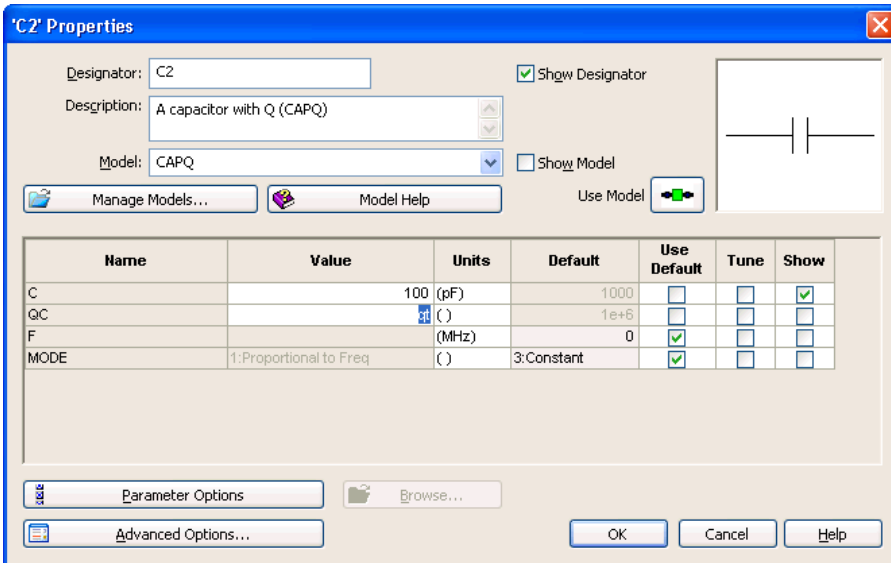 'C2' Properties
Designator: C2
Show Designator
Description: A capacitor with Q (CAPQ)
Model: CAPQ
Show Model
Manage Models...
Model Help
Use Model
Name Value Units Default Use Default Tune Show
C 100 (pF) 1000
QC qt () 1e+6
F (MHz) 0
MODE 1:Proportional to Freq () 3:Constant
Parameter Options
Browse...
Advanced Options...
OK
Cancel
Help